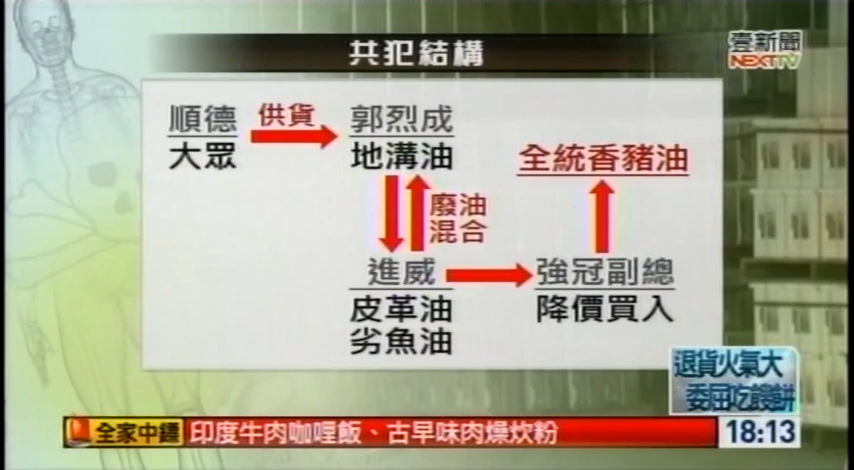 共犯結構
壹新聞
NEXTTV
順德
大眾
供貨
郭烈成
地溝油
全統香豬油
廢油
混合
進威
皮革油
劣魚油
強冠副總
降價買入
退貨火氣大
委屈吃餿餅
全家中鏢
印度牛肉咖哩飯、古早味肉燥炊粉
18:13